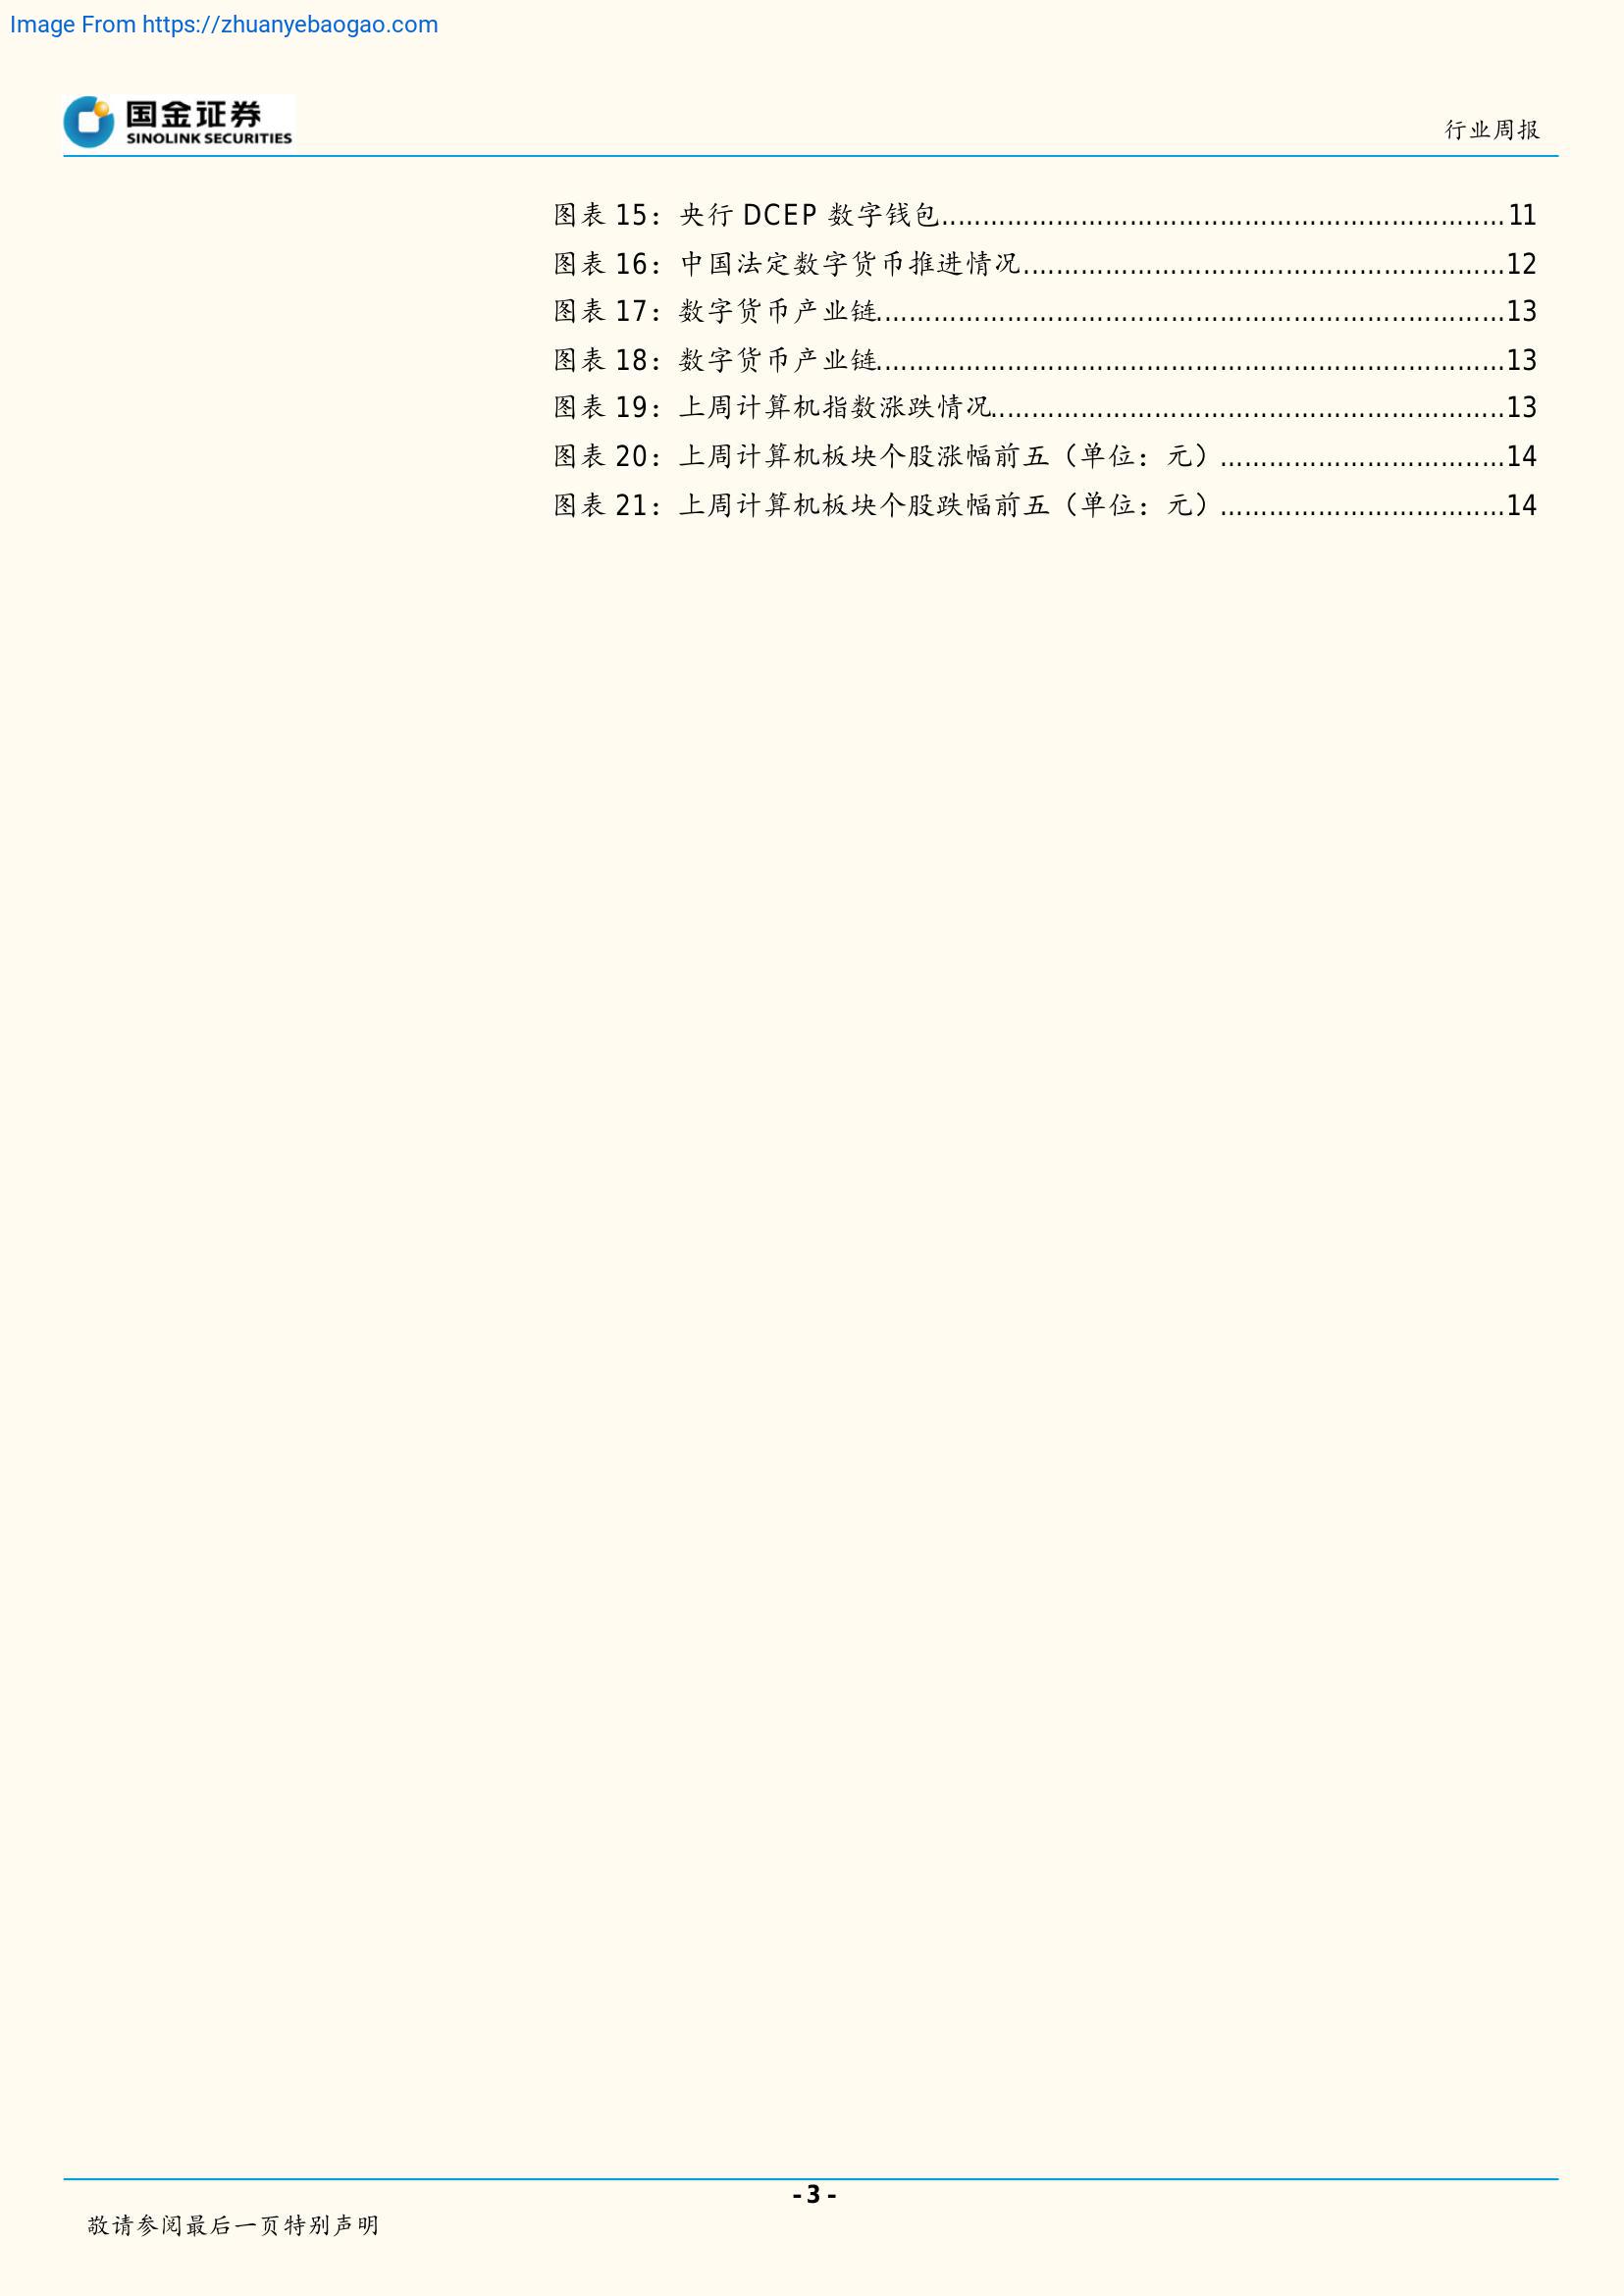 Image From https://zhuanyebaogao.com
国金证券
SINOLINK SECURITIES
行业周报
图表 15：央行 DCEP 数字钱包..................................................................... 11
图表 16：中国法定数字货币推进情况........................................................... 12
图表 17：数字货币产业链............................................................................. 13
图表 18：数字货币产业链............................................................................. 13
图表 19：上周计算机指数涨跌情况............................................................... 13
图表 20：上周计算机板块个股涨幅前五（单位：元）................................... 14
图表 21：上周计算机板块个股跌幅前五（单位：元）................................... 14
- 3 -
敬请参阅最后一页特别声明